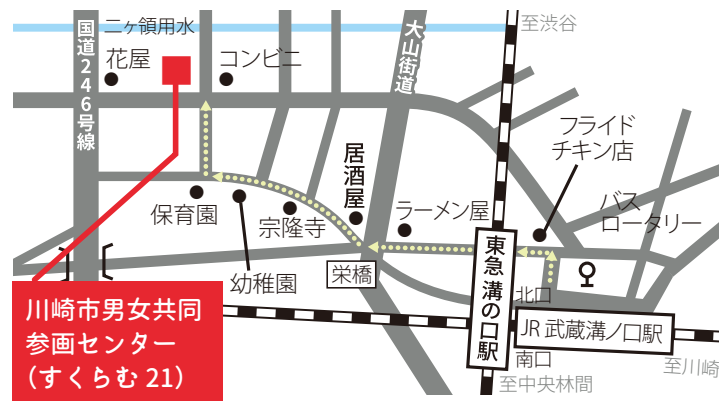 二ヶ領用水
至渋谷
国道246号線
花屋
コンビニ
大山街道
フライド
チキン店
居酒屋
バス
ロータリー
保育園
宗隆寺
ラーメン屋
幼稚園
栄橋
東急 溝の口駅
北口
JR 武蔵溝ノ口駅
南口
至川崎
至中央林間
川崎市男女共同
参画センター
(すくらむ 21)